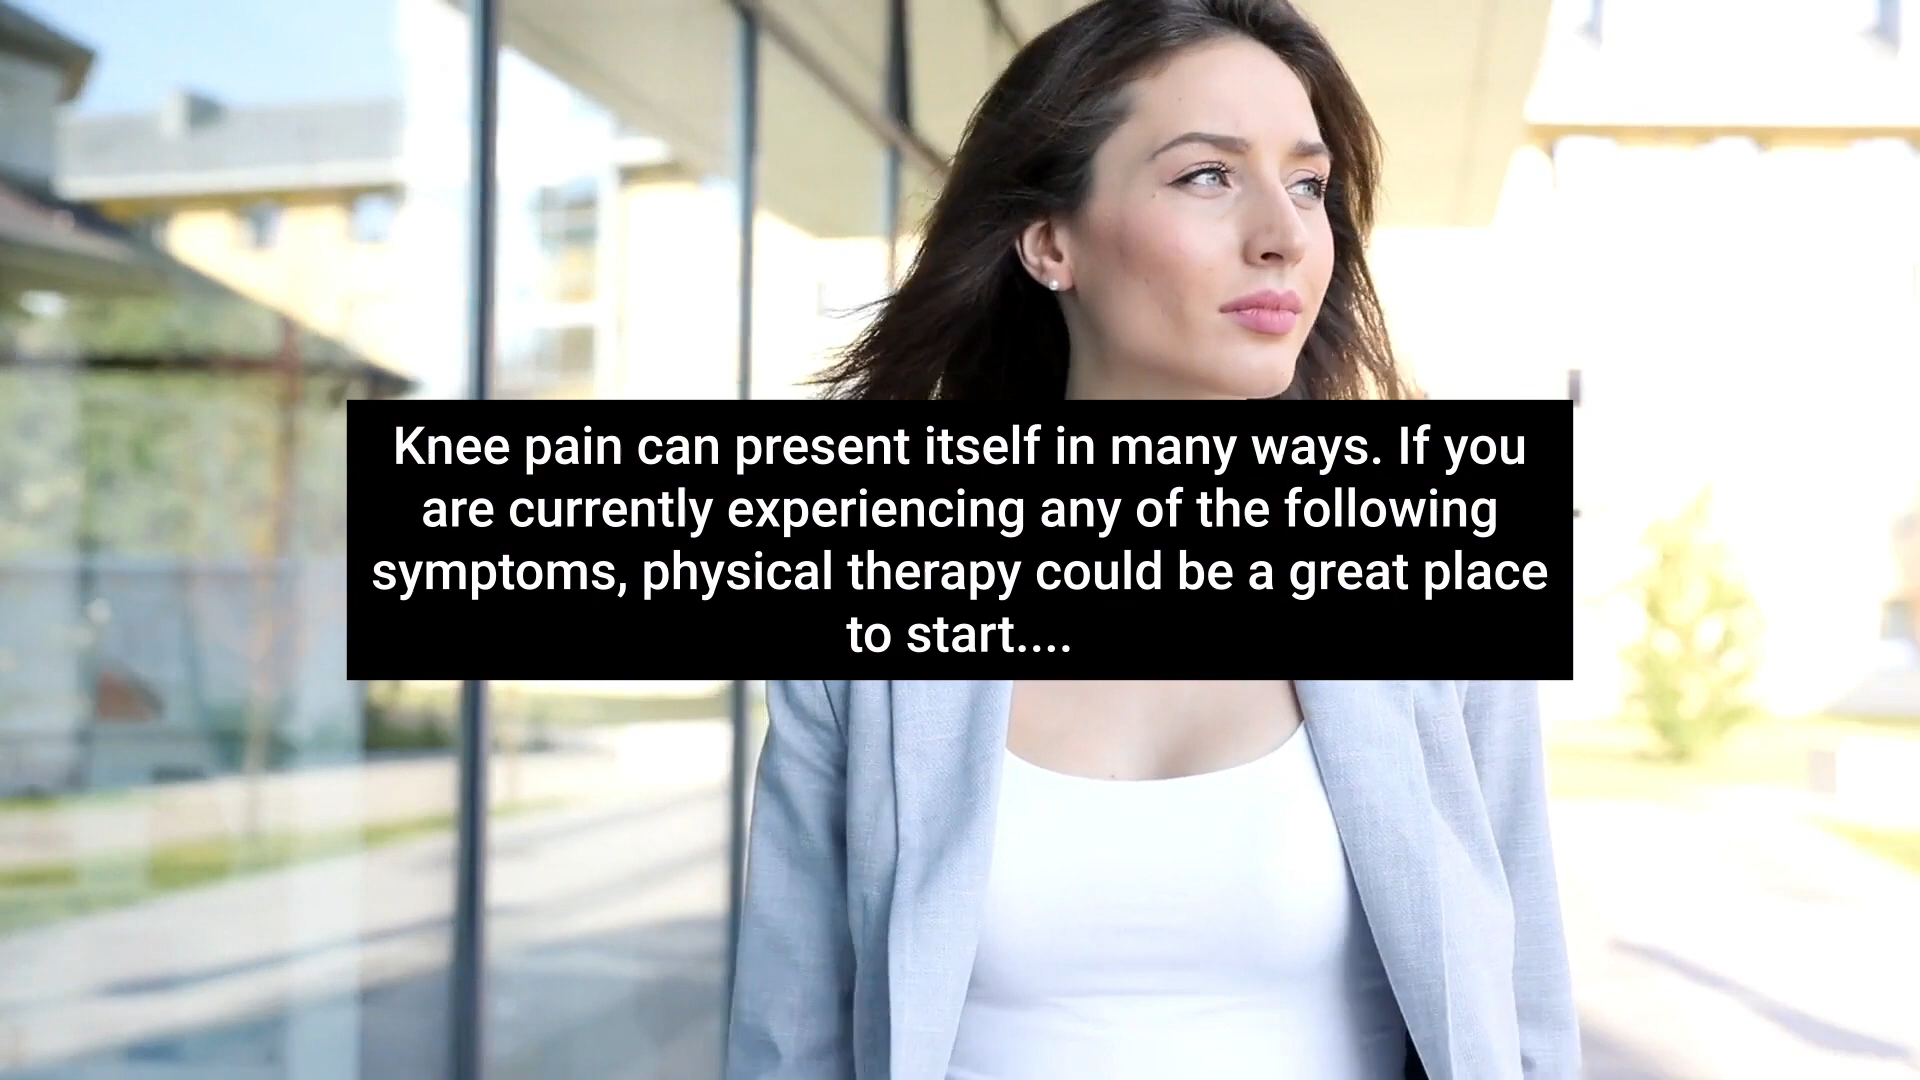 Knee pain can present itself in many ways. If you
are currently experiencing any of the following
symptoms, physical therapy could be a great place
to start....